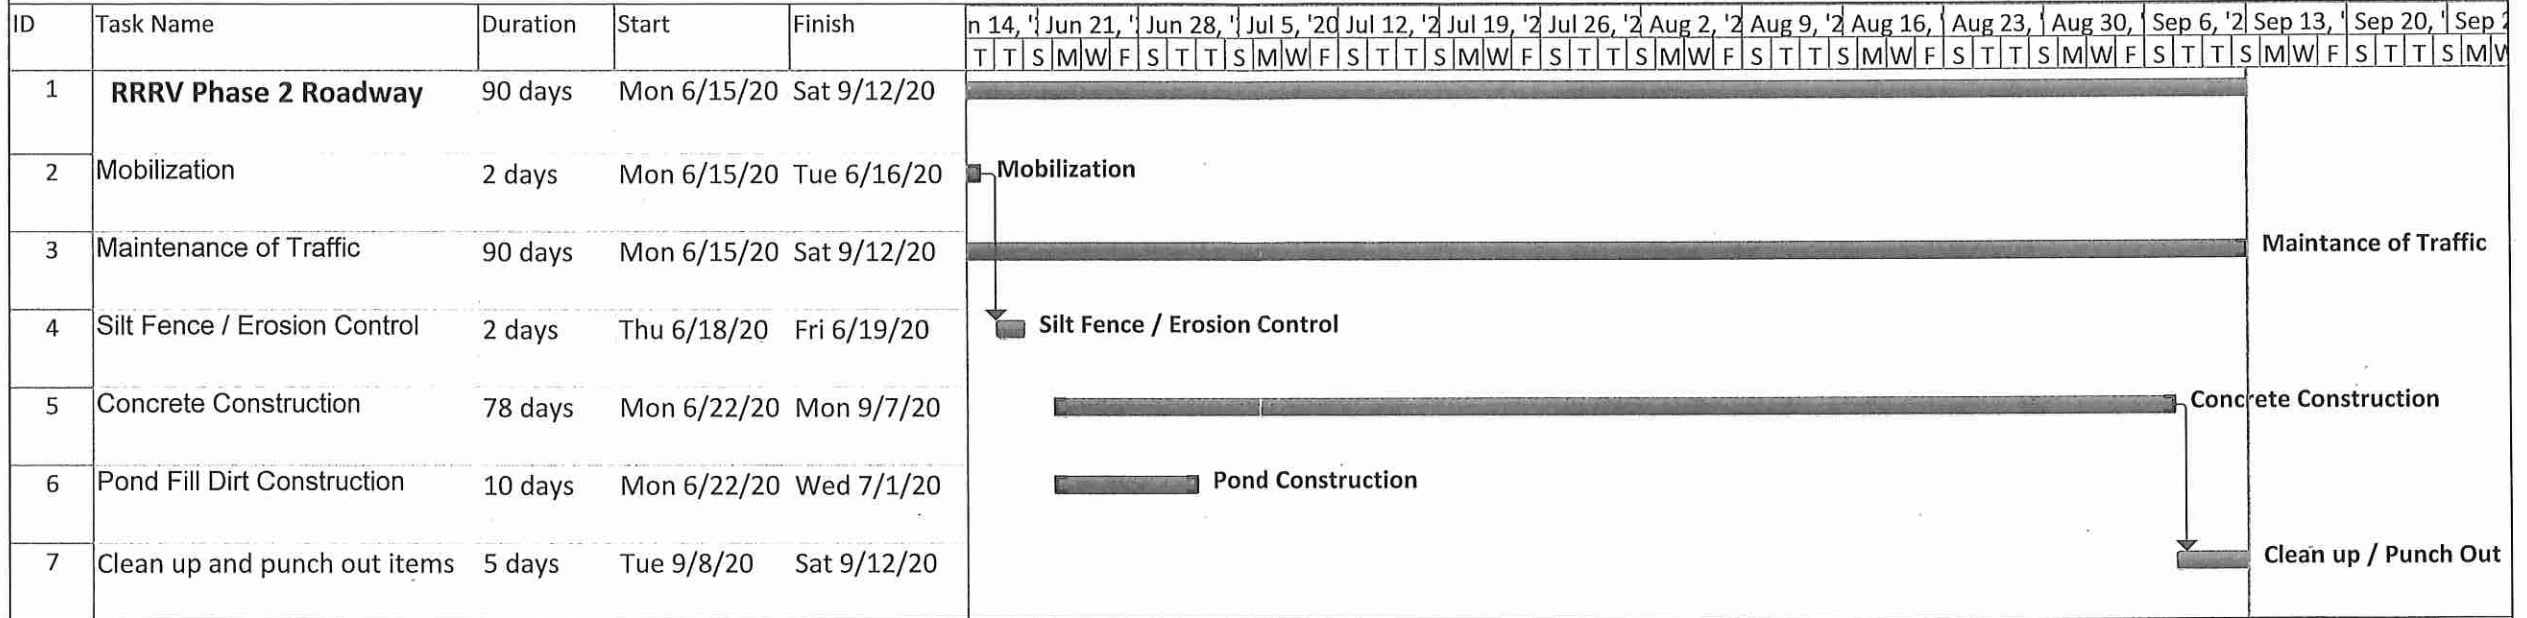 ID Task Name Duration Start Finish n 14, ' Jun 21, ' Jun 28, ' Jul 5, '20 Jul 12, '2 Jul 19, '2 Jul 26, '2 Aug 2, '2 Aug 9, '2 Aug 16, ' Aug 23, ' Aug 30, ' Sep 6, '2 Sep 13, ' Sep 20, ' Sep 2
T T S M W F S T T S M W F S T T S M W F S T T S M W F S T T S M W F S T T S M W F S T T S M W F S T T S M W
1 RRRV Phase 2 Roadway 90 days Mon 6/15/20 Sat 9/12/20
2 Mobilization 2 days Mon 6/15/20 Tue 6/16/20 Mobilization
3 Maintenance of Traffic 90 days Mon 6/15/20 Sat 9/12/20 Maintance of Traffic
4 Silt Fence / Erosion Control 2 days Thu 6/18/20 Fri 6/19/20 Silt Fence / Erosion Control
5 Concrete Construction 78 days Mon 6/22/20 Mon 9/7/20 Concrete Construction
6 Pond Fill Dirt Construction 10 days Mon 6/22/20 Wed 7/1/20 Pond Construction
7 Clean up and punch out items 5 days Tue 9/8/20 Sat 9/12/20 Clean up / Punch Out